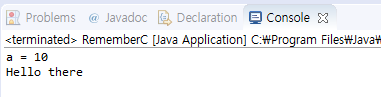 Problems @ Javadoc Declaration Console
<terminated> RememberC [Java Application] C:₩Program Files₩Java₩
a = 10
Hello there